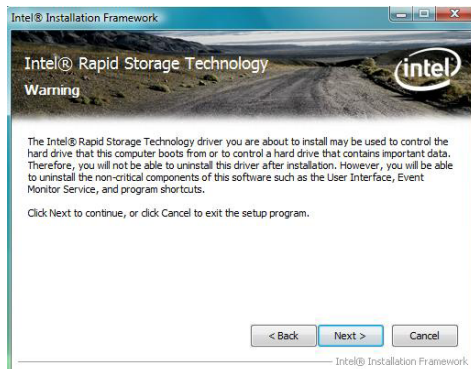 Intel® Installation Framework
Intel® Rapid Storage Technology
Warning
intel
The Intel® Rapid Storage Technology driver you are about to install may be used to control the
hard drive that this computer boots from or to control a hard drive that contains important data.
Therefore, you will not be able to uninstall this driver after installation. However, you will be able
to uninstall the non-critical components of this software such as the User Interface, Event
Monitor Service, and program shortcuts.
Click Next to continue, or click Cancel to exit the setup program.
< Back
Next >
Cancel
Intel® Installation Framework